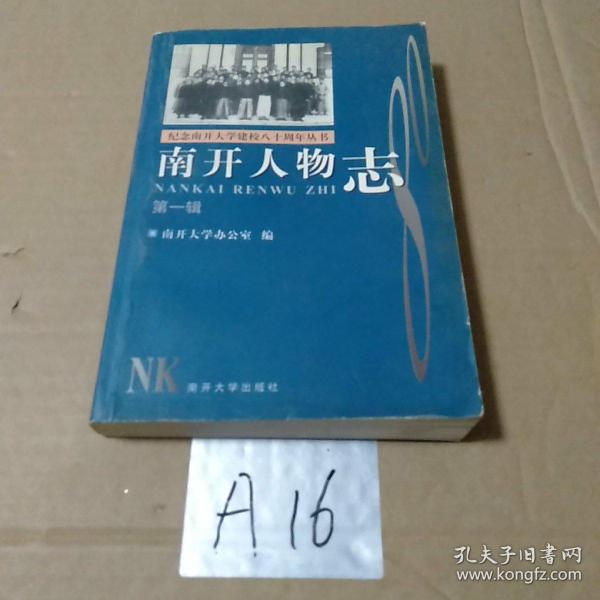 纪念南开大学建校八十周年丛书
南开人物志
NANKAI RENWU ZHI
第一辑
南开大学办公室 编
NK 南开大学出版社
A16
孔夫子旧书网
www.kongfz.com